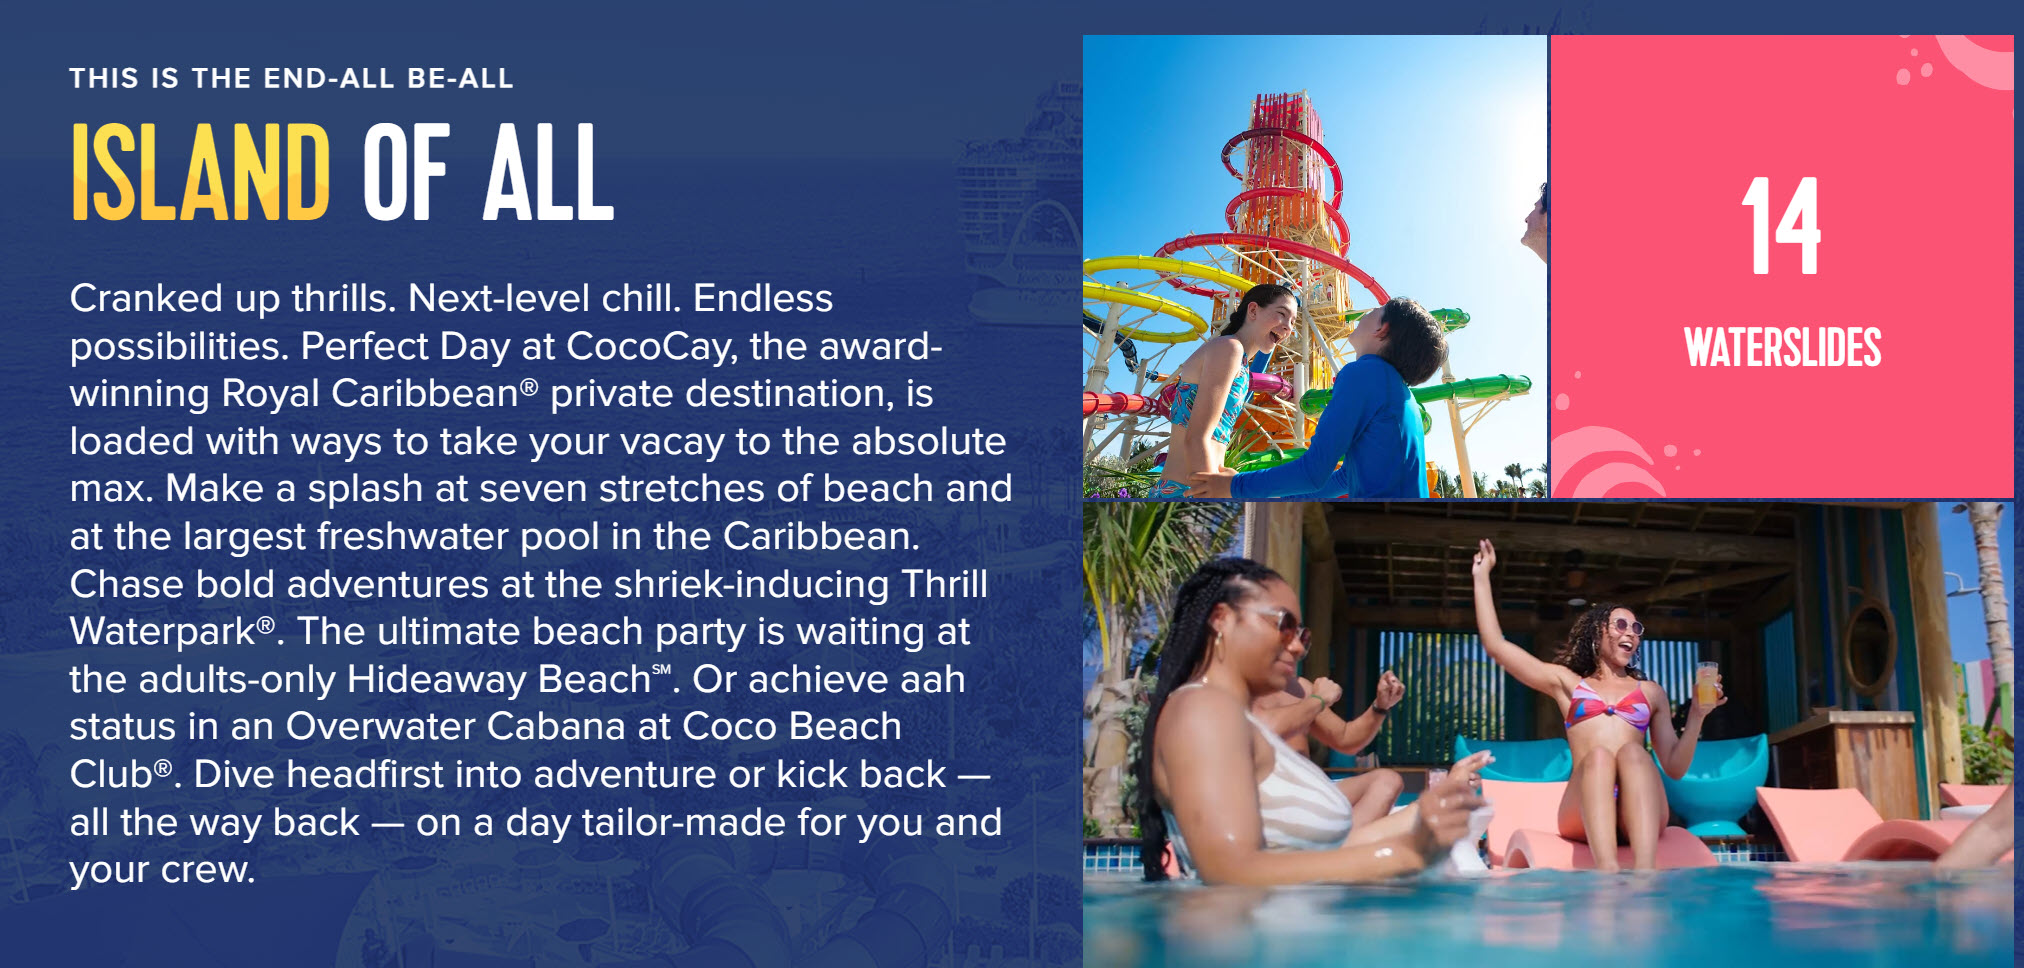 THIS IS THE END-ALL BE-ALL
ISLAND OF ALL
Cranked up thrills. Next-level chill. Endless
possibilities. Perfect Day at CocoCay, the award-
winning Royal Caribbean® private destination, is
loaded with ways to take your vacay to the absolute
max. Make a splash at seven stretches of beach and
at the largest freshwater pool in the Caribbean.
Chase bold adventures at the shriek-inducing Thrill
Waterpark®. The ultimate beach party is waiting at
the adults-only Hideaway Beach℠. Or achieve aah
status in an Overwater Cabana at Coco Beach
Club®. Dive headfirst into adventure or kick back —
all the way back — on a day tailor-made for you and
your crew.
14
WATERSLIDES